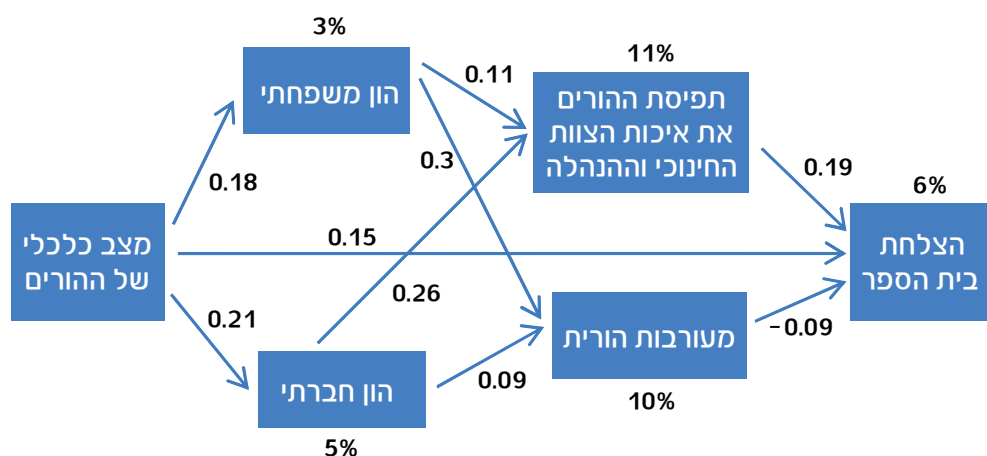 3%
הון משפחתי
11%
תפיסת ההורים
את איכות הצוות
החינוכי וההנהלה
0.11
0.3
0.18
0.19
6%
מצב כלכלי
של ההורים
0.15
הצלחת
בית הספר
0.26
0.21
מעורבות הורית
-0.09
הון חברתי
0.09
10%
5%